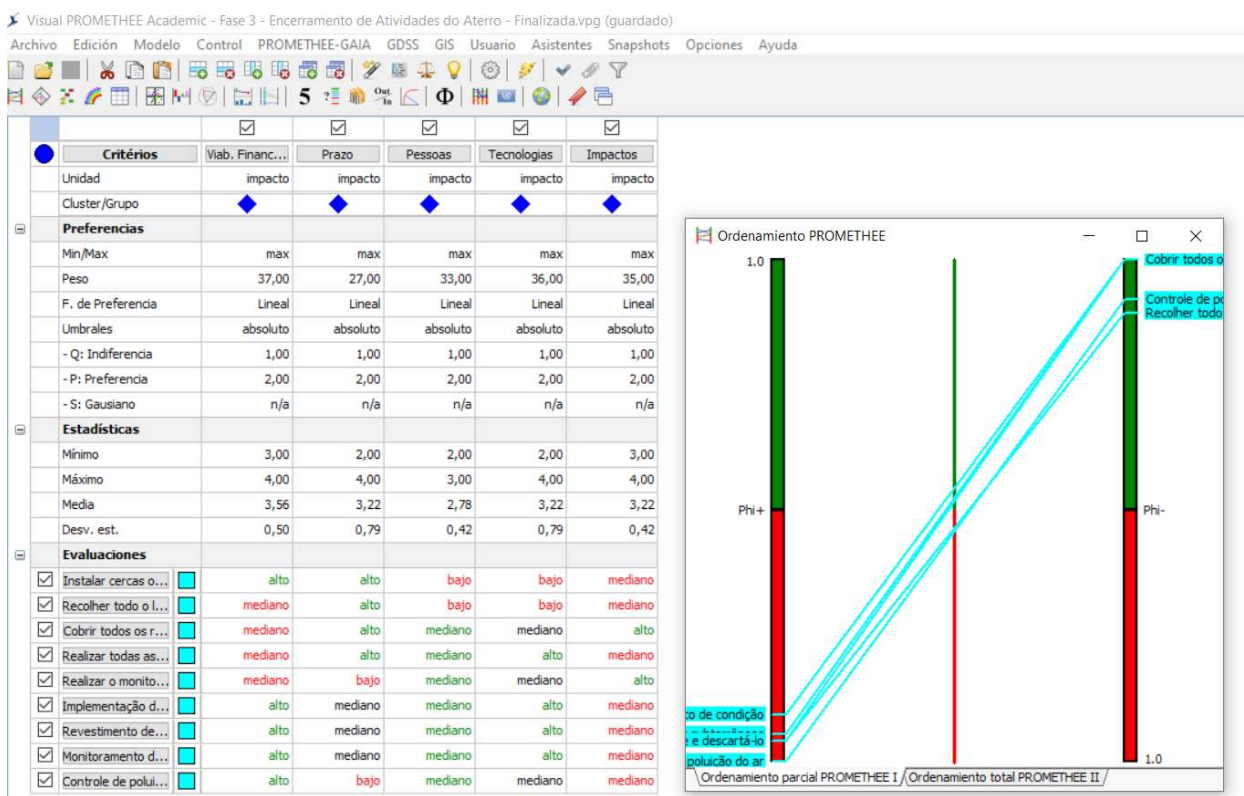 Visual PROMETHEE Academic - Fase 3 - Encerramento de Atividades do Aterro - Finalizada.vpg (guardado)
Archivo Edición Modelo Control PROMETHEE-GAIA GDSS GIS Usuario Asistentes Snapshots Opciones Ayuda
Critérios Viab. Financ... Prazo Pessoas Tecnologias Impactos
Unidad impacto impacto impacto impacto impacto
Cluster/Grupo
Preferencias
Min/Max max max max max max
Peso 37,00 27,00 33,00 36,00 35,00
F. de Preferencia Lineal Lineal Lineal Lineal Lineal
Umbrales absoluto absoluto absoluto absoluto absoluto
- Q: Indiferencia 1,00 1,00 1,00 1,00 1,00
- P: Preferencia 2,00 2,00 2,00 2,00 2,00
- S: Gausiano n/a n/a n/a n/a n/a
Estadísticas
Mínimo 3,00 2,00 2,00 2,00 3,00
Máximo 4,00 4,00 3,00 4,00 4,00
Media 3,56 3,22 2,78 3,22 3,22
Desv. est. 0,50 0,79 0,42 0,79 0,42
Evaluaciones
Instalar cercas o... alto alto bajo bajo mediano
Recolher todo o l... mediano alto bajo bajo mediano
Cobrir todos os r... mediano alto mediano mediano alto
Realizar todas as... mediano alto mediano alto mediano
Realizar o monito... mediano bajo mediano mediano alto
Implementação d... alto mediano mediano alto mediano
Revestimento de... alto mediano mediano alto mediano
Monitoramento d... alto mediano mediano alto mediano
Controle de polui... alto bajo mediano mediano mediano
Ordenamiento PROMETHEE
1.0
Cobrir todos o
Controle de po
Recolher todo
Phi+ Phi-
co de condição
e e descartá-lo
poluição do ar
1.0
Ordenamiento parcial PROMETHEE I Ordenamiento total PROMETHEE II